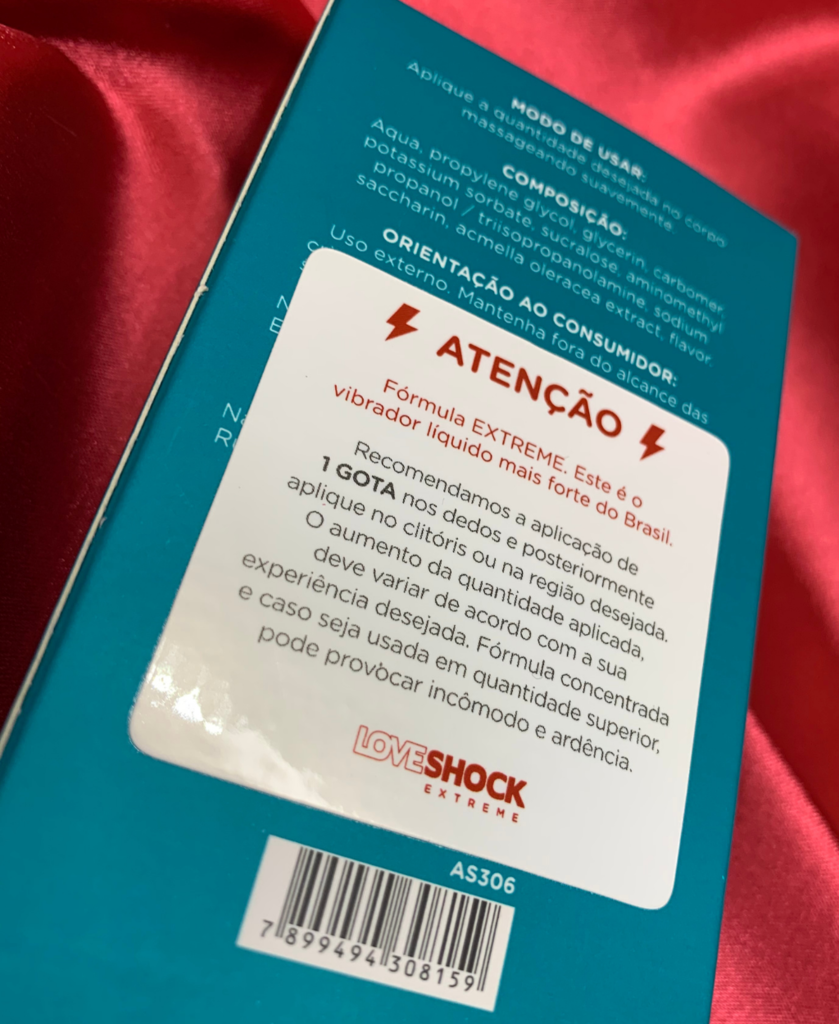 MODO DE USAR:
Aplique a quantidade desejada no corpo
massageando suavemente.
COMPOSIÇÃO:
Aqua, propylene glycol, glycerin, carbomer,
potassium sorbate, sucralose, aminomethyl
propanol / triisopropanolamine, sodium
saccharin, acmella oleracea extract, flavor.
ORIENTAÇÃO AO CONSUMIDOR:
Uso externo. Mantenha fora do alcance das
ATENÇÃO
Fórmula EXTREME. Este é o
vibrador líquido mais forte do Brasil.
Recomendamos a aplicação de
1 GOTA nos dedos e posteriormente
aplique no clitóris ou na região desejada.
O aumento da quantidade aplicada,
deve variar de acordo com a sua
experiência desejada. Fórmula concentrada
e caso seja usada em quantidade superior,
pode provocar incômodo e ardência.
LOVESHOCK
EXTREME
AS306
7 899494 308159